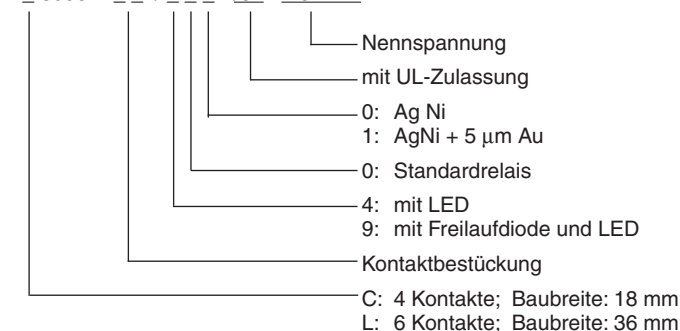 Nennspannung
mit UL-Zulassung
0: Ag Ni
1: AgNi + 5 µm Au
0: Standardrelais
4: mit LED
9: mit Freilaufdiode und LED
Kontaktbestückung
C: 4 Kontakte; Baubreite: 18 mm
L: 6 Kontakte; Baubreite: 36 mm